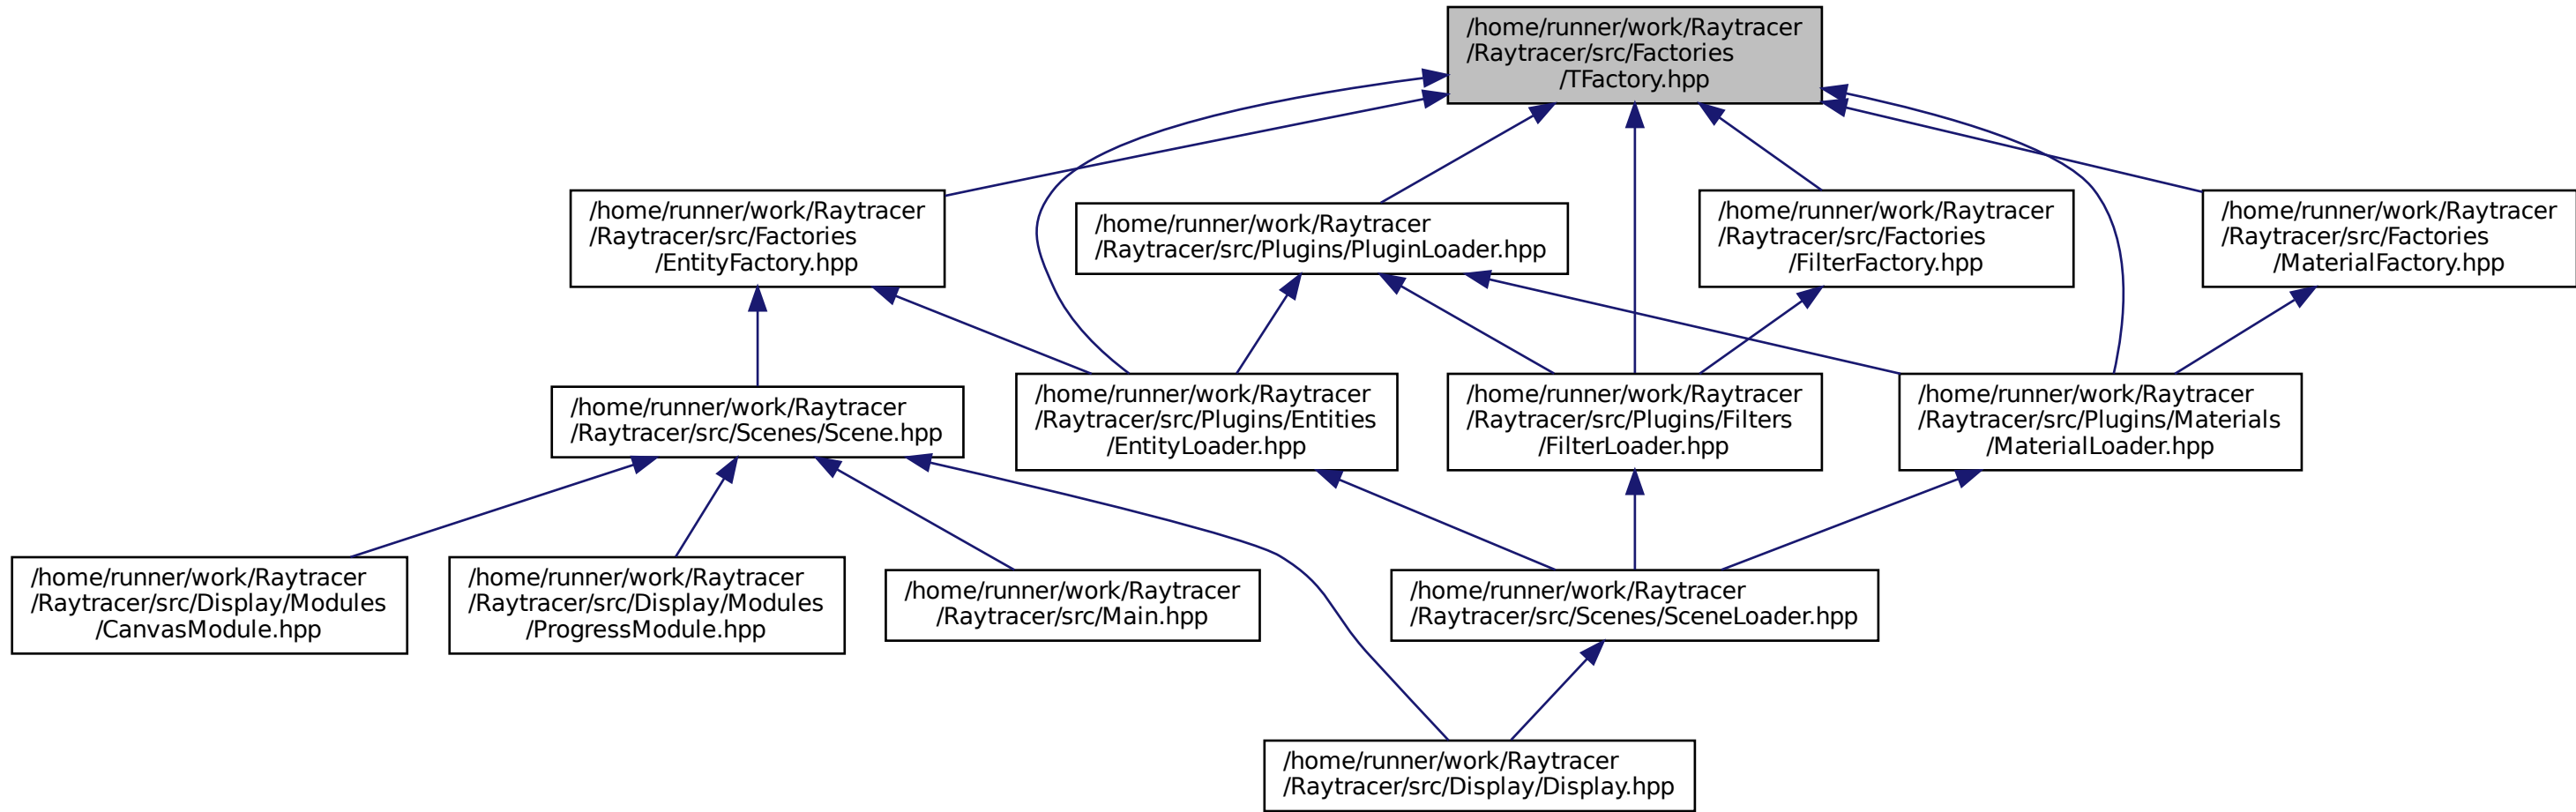 /home/runner/work/Raytracer
/Raytracer/src/Factories
/TFactory.hpp
/home/runner/work/Raytracer
/Raytracer/src/Factories
/EntityFactory.hpp
/home/runner/work/Raytracer
/Raytracer/src/Plugins/PluginLoader.hpp
/home/runner/work/Raytracer
/Raytracer/src/Factories
/FilterFactory.hpp
/home/runner/work/Raytracer
/Raytracer/src/Factories
/MaterialFactory.hpp
/home/runner/work/Raytracer
/Raytracer/src/Scenes/Scene.hpp
/home/runner/work/Raytracer
/Raytracer/src/Plugins/Entities
/EntityLoader.hpp
/home/runner/work/Raytracer
/Raytracer/src/Plugins/Filters
/FilterLoader.hpp
/home/runner/work/Raytracer
/Raytracer/src/Plugins/Materials
/MaterialLoader.hpp
/home/runner/work/Raytracer
/Raytracer/src/Display/Modules
/CanvasModule.hpp
/home/runner/work/Raytracer
/Raytracer/src/Display/Modules
/ProgressModule.hpp
/home/runner/work/Raytracer
/Raytracer/src/Main.hpp
/home/runner/work/Raytracer
/Raytracer/src/Scenes/SceneLoader.hpp
/home/runner/work/Raytracer
/Raytracer/src/Display/Display.hpp